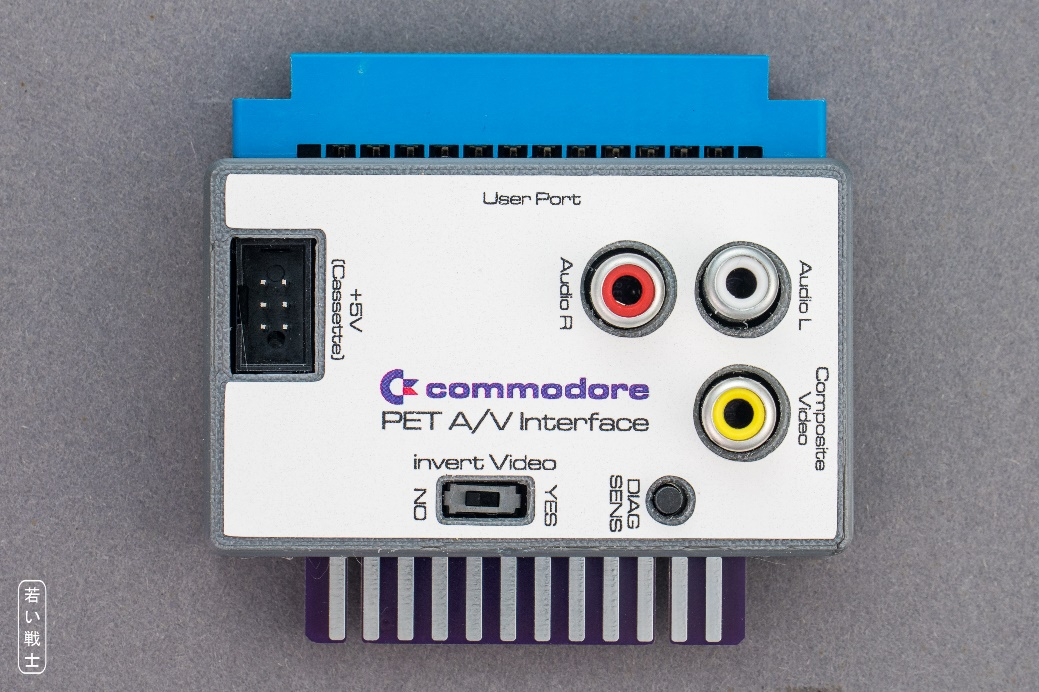 User Port
Audio R
Audio L
+5V
(Cassette)
Composite
Video
commodore
PET A/V Interface
invert Video
NO
YES
DIAG
SENS
若い戦士